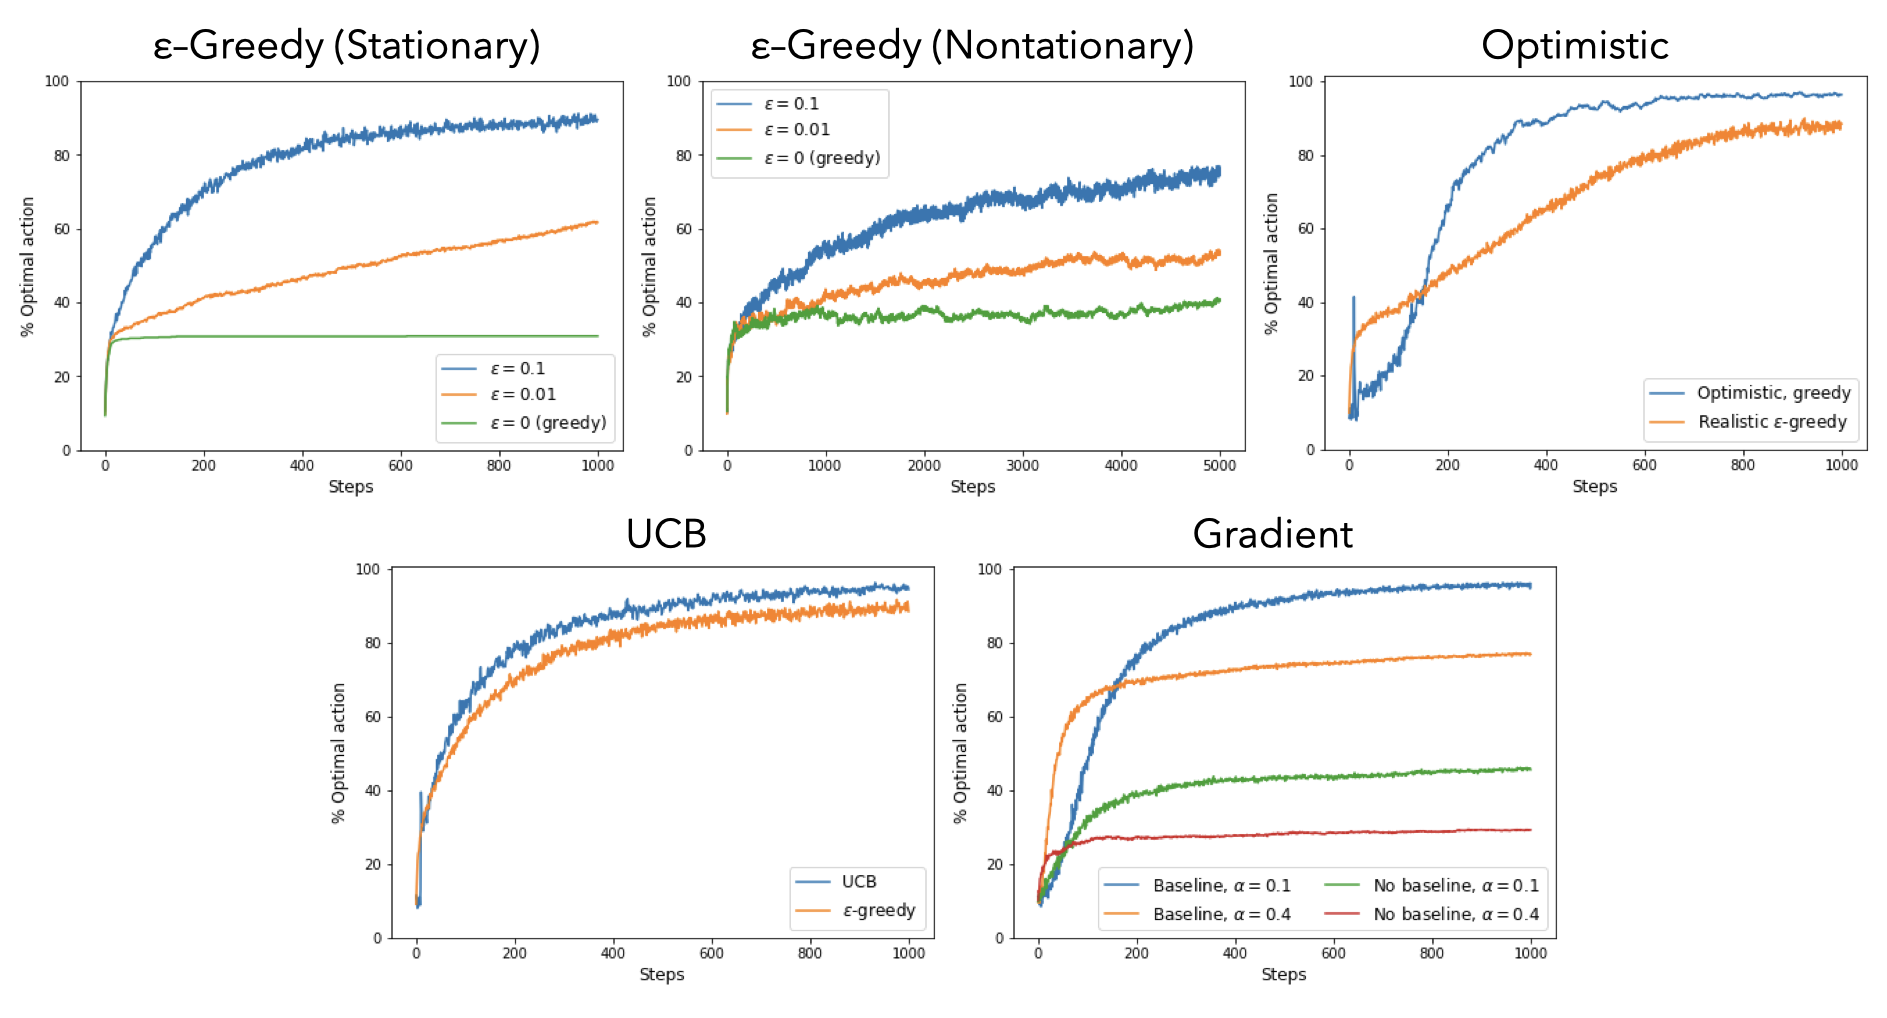 ε-Greedy (Stationary)
100
80
60
40
20
0
% Optimal action
ε = 0.1
ε = 0.01
ε = 0 (greedy)
0 200 400 600 800 1000
Steps
ε-Greedy (Nontationary)
100
80
60
40
20
0
% Optimal action
ε = 0.1
ε = 0.01
ε = 0 (greedy)
0 1000 2000 3000 4000 5000
Steps
Optimistic
100
80
60
40
20
0
% Optimal action
Optimistic, greedy
Realistic ε-greedy
0 200 400 600 800 1000
Steps
UCB
100
80
60
40
20
0
% Optimal action
UCB
ε-greedy
0 200 400 600 800 1000
Steps
Gradient
100
80
60
40
20
0
% Optimal action
Baseline, α = 0.1 No baseline, α = 0.1
Baseline, α = 0.4 No baseline, α = 0.4
0 200 400 600 800 1000
Steps